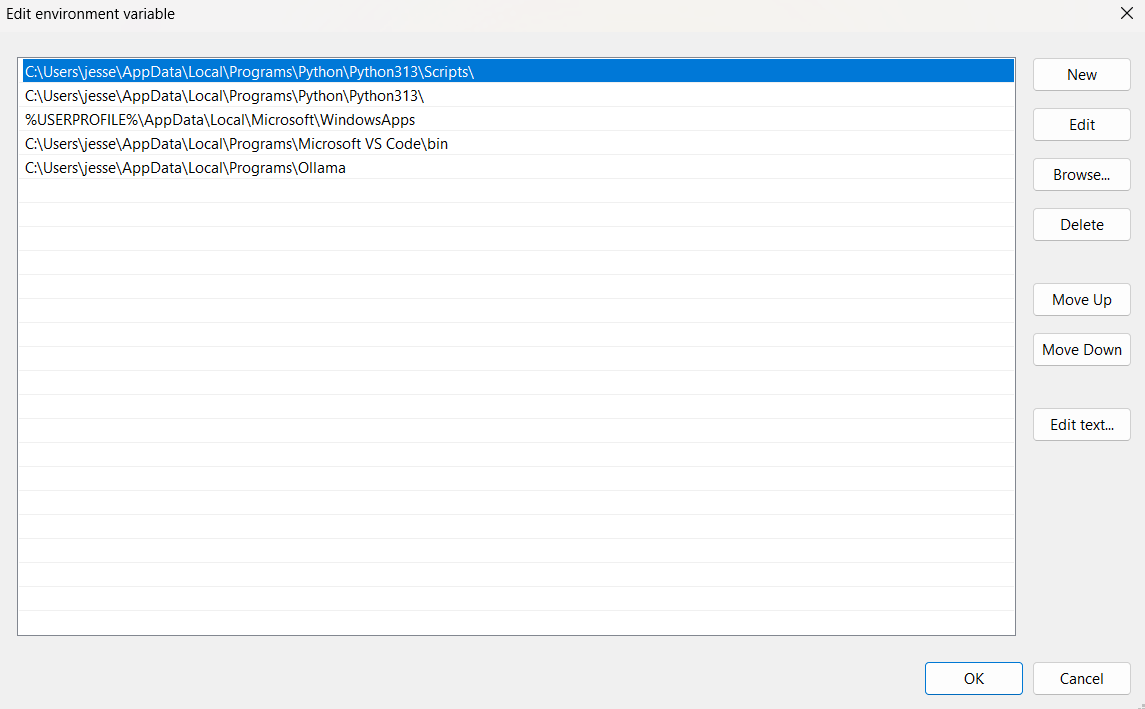 Edit environment variable
C:\Users\jesse\AppData\Local\Programs\Python\Python313\Scripts\
C:\Users\jesse\AppData\Local\Programs\Python\Python313\
%USERPROFILE%\AppData\Local\Microsoft\WindowsApps
C:\Users\jesse\AppData\Local\Programs\Microsoft VS Code\bin
C:\Users\jesse\AppData\Local\Programs\Ollama
New
Edit
Browse...
Delete
Move Up
Move Down
Edit text...
OK
Cancel